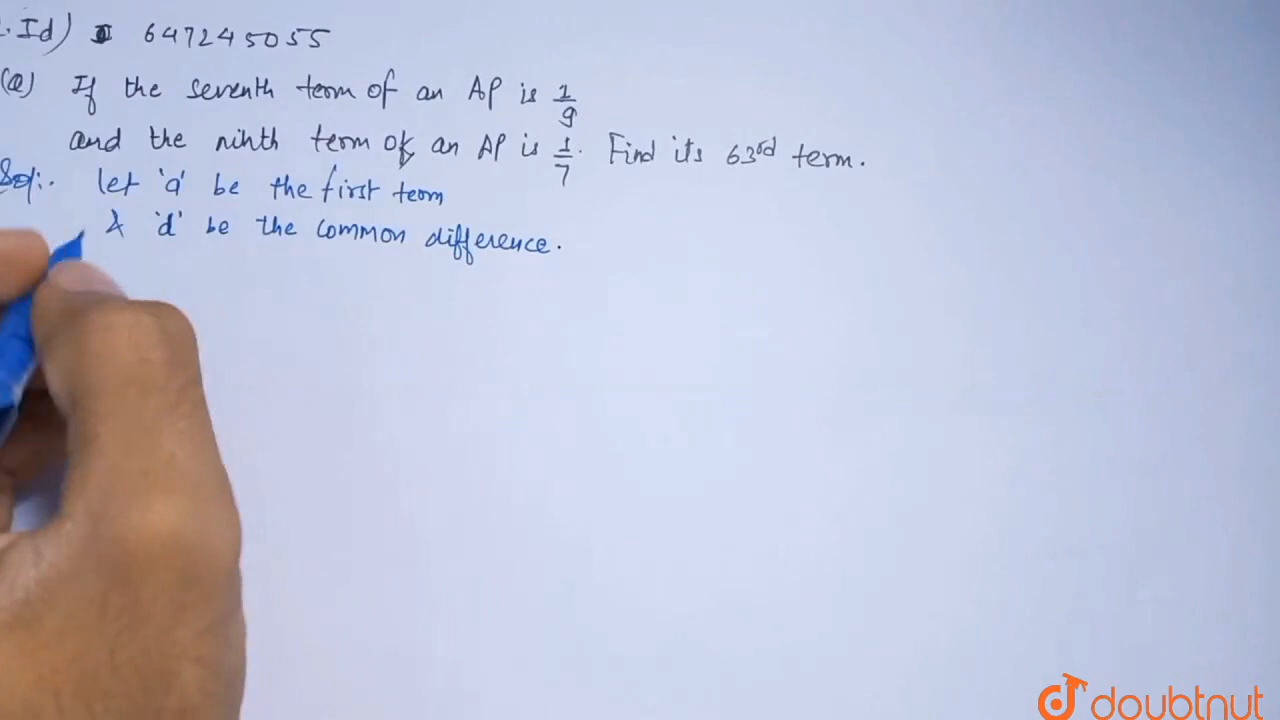 .Id) 647245055
(Q) If the seventh term of an AP is 1/9
and the ninth term of an AP is 1/7. Find its 63rd term.
Sol:. let 'a' be the first term
& 'd' be the common difference.
doubtnut